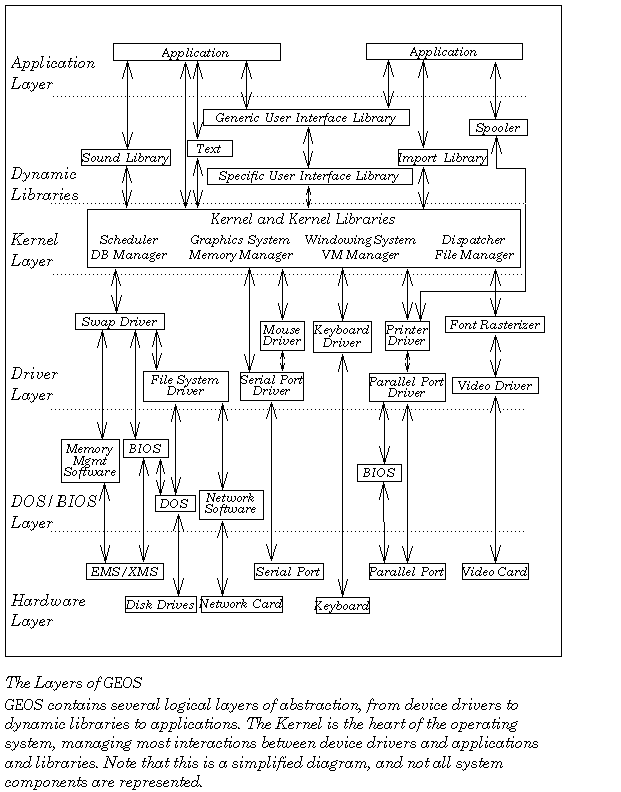 Application
Application
Application
Layer
Generic User Interface Library
Spooler
Text
Sound Library
Import Library
Dynamic
Libraries
Specific User Interface Library
Kernel and Kernel Libraries
Kernel
Layer
Scheduler
DB Manager
Graphics System
Memory Manager
Windowing System
VM Manager
Dispatcher
File Manager
Swap Driver
Mouse
Driver
Keyboard
Driver
Printer
Driver
Font Rasterizer
Driver
Layer
File System
Driver
Serial Port
Driver
Parallel Port
Driver
Video Driver
Memory
Mgmt
Software
BIOS
BIOS
DOS/BIOS
Layer
DOS
Network
Software
EMS/XMS
Serial Port
Parallel Port
Video Card
Hardware
Layer
Disk Drives
Network Card
Keyboard
The Layers of GEOS
GEOS contains several logical layers of abstraction, from device drivers to
dynamic libraries to applications. The Kernel is the heart of the operating
system, managing most interactions between device drivers and applications
and libraries. Note that this is a simplified diagram, and not all system
components are represented.